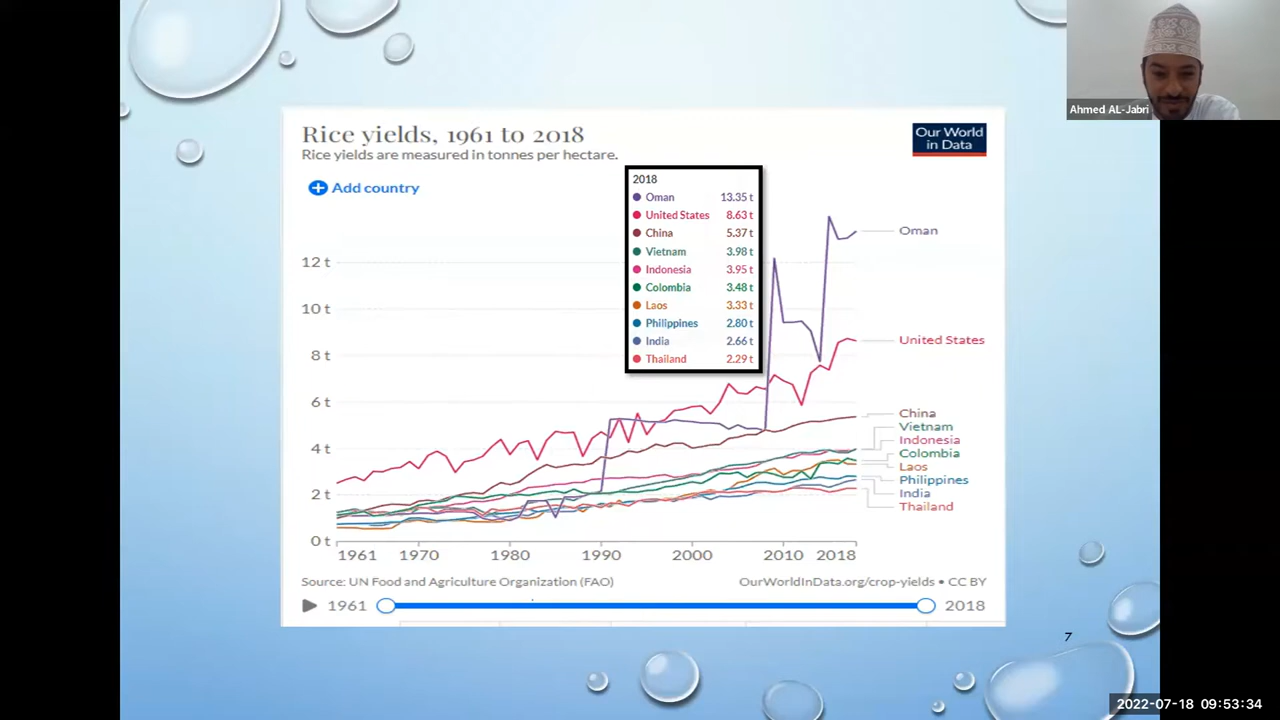 Ahmed AL-Jabri
Rice yields, 1961 to 2018
Rice yields are measured in tonnes per hectare.
Our World
in Data
Add country
2018
Oman 13.35 t
United States 8.63 t
China 5.37 t
Vietnam 3.98 t
Indonesia 3.95 t
Colombia 3.48 t
Laos 3.33 t
Philippines 2.80 t
India 2.66 t
Thailand 2.29 t
12 t
10 t
8 t
6 t
4 t
2 t
0 t
Oman
United States
China
Vietnam
Indonesia
Colombia
Laos
Philippines
India
Thailand
1961 1970 1980 1990 2000 2010 2018
Source: UN Food and Agriculture Organization (FAO) OurWorldInData.org/crop-yields • CC BY
1961 2018
7
2022-07-18 09:53:34